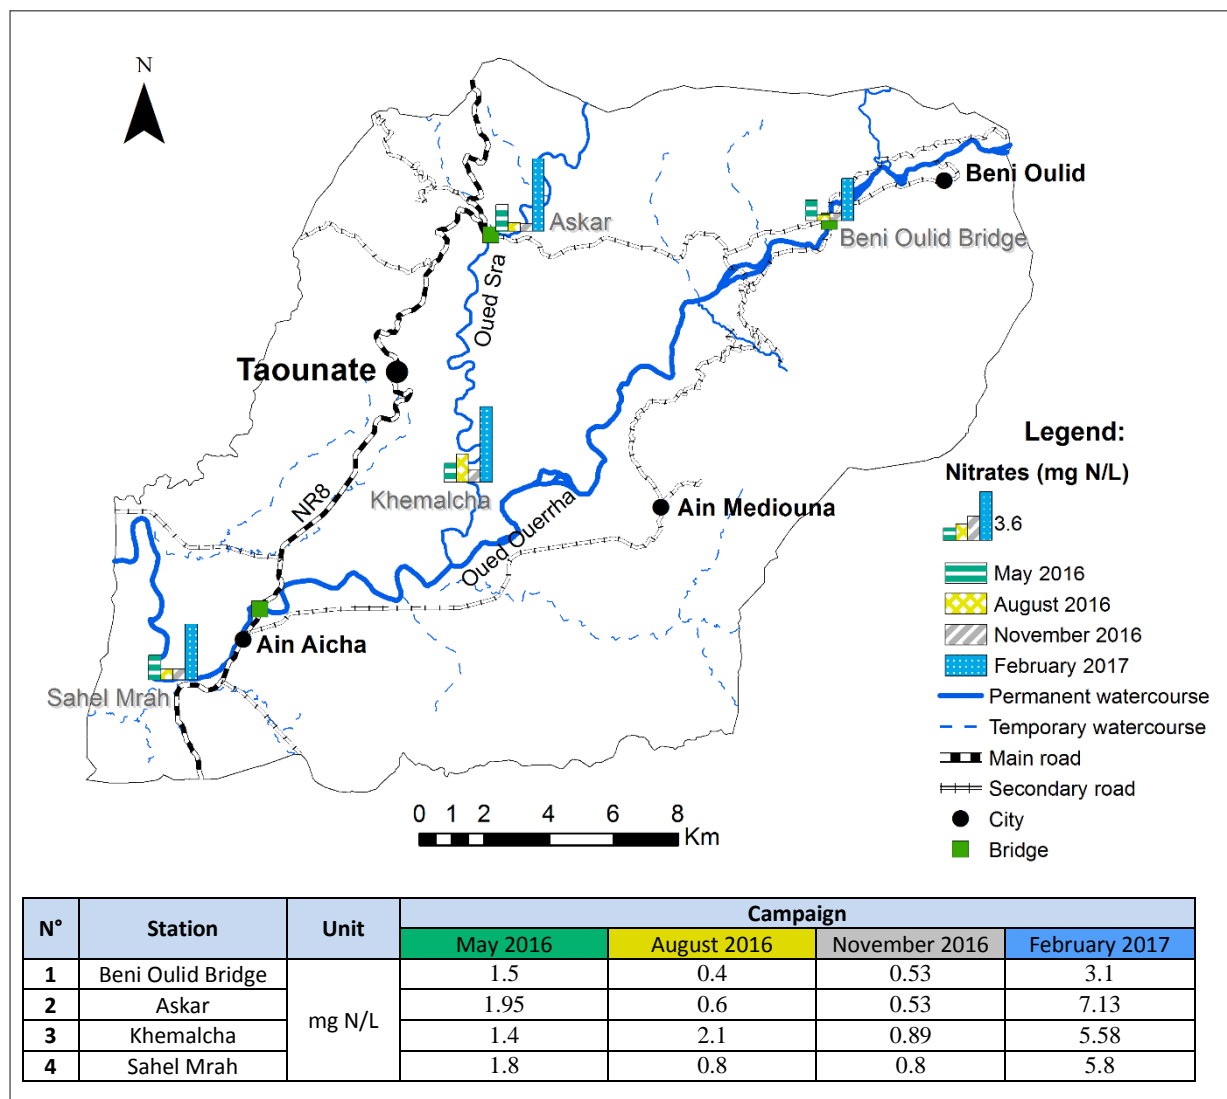 N
Beni Oulid
Askar
Beni Oulid Bridge
Oued Sra
Taounate
Khemalcha
NR8
Oued Ouerrha
Ain Mediouna
Ain Aicha
Sahel Mrah
Legend:
Nitrates (mg N/L)
3.6
May 2016
August 2016
November 2016
February 2017
Permanent watercourse
Temporary watercourse
Main road
Secondary road
City
Bridge
0 1 2 4 6 8
Km
N° Station Unit Campaign
May 2016 August 2016 November 2016 February 2017
1 Beni Oulid Bridge mg N/L 1.5 0.4 0.53 3.1
2 Askar 1.95 0.6 0.53 7.13
3 Khemalcha 1.4 2.1 0.89 5.58
4 Sahel Mrah 1.8 0.8 0.8 5.8